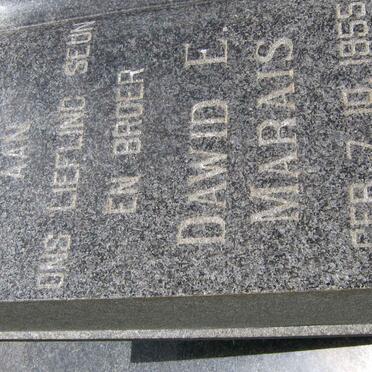 AAN
ONS LIEFLING SEUN
EN BROER
DAWID E.
MARAIS
GEB. 7.10.1955